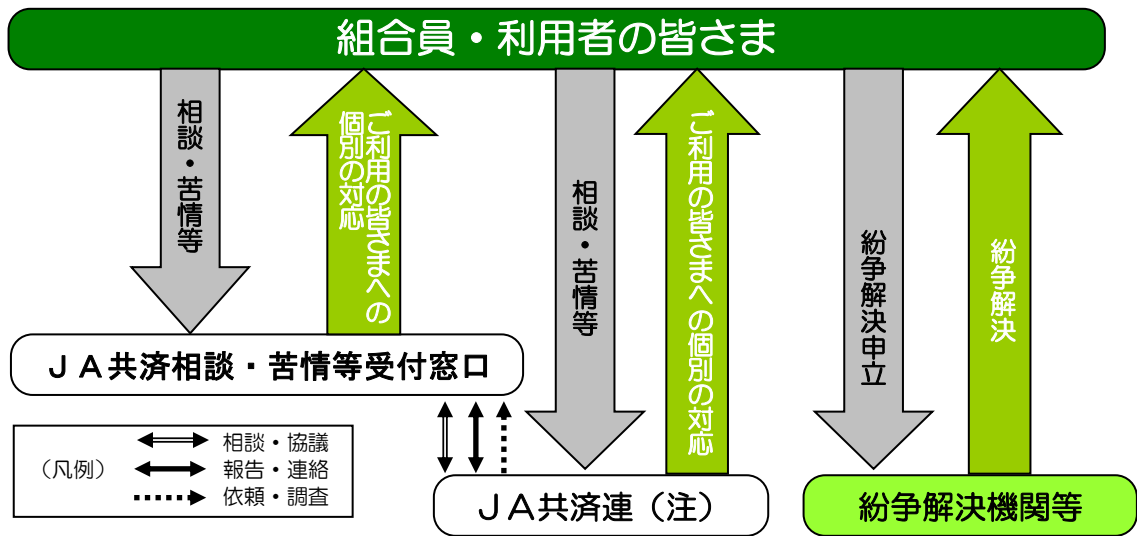 組合員・利用者の皆さま
相談・苦情等
ご利用の皆さまへの
個別の対応
相談・苦情等
ご利用の皆さまへの個別の対応
紛争解決申立
紛争解決
ＪＡ共済相談・苦情等受付窓口
（凡例）
相談・協議
報告・連絡
依頼・調査
ＪＡ共済連（注）
紛争解決機関等